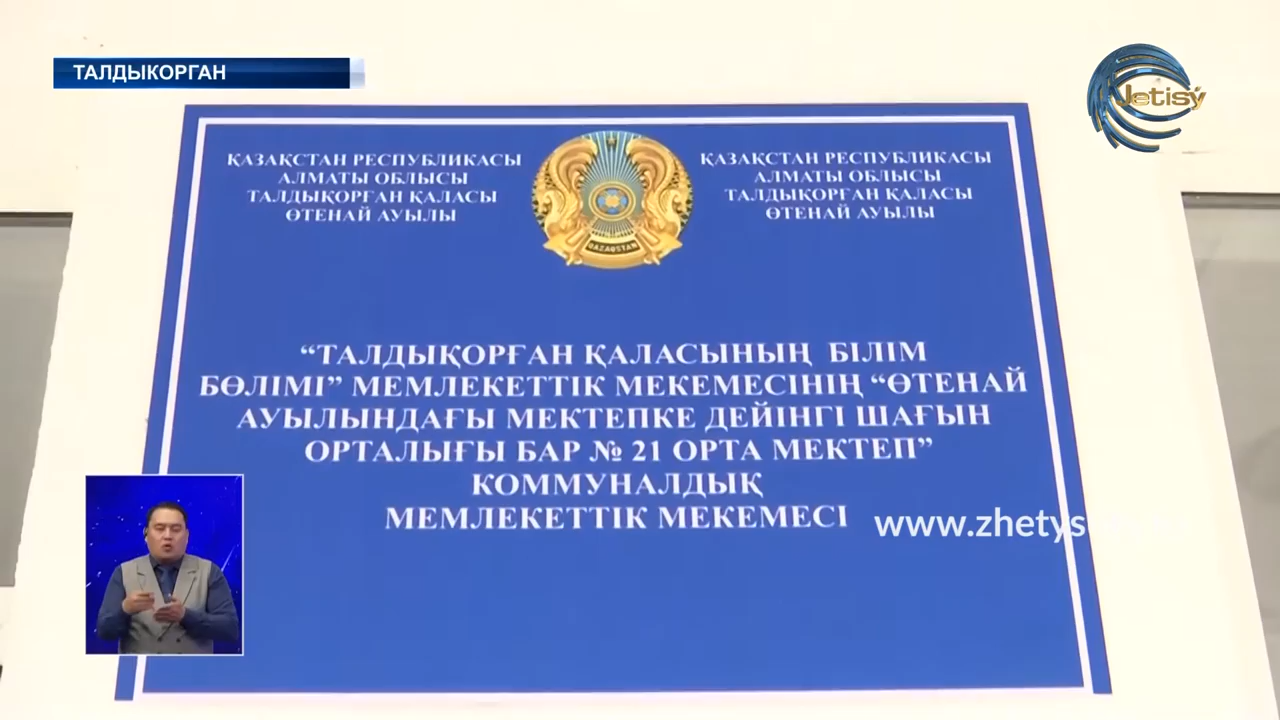 ТАЛДЫКОРГАН
Jetisý
ҚАЗАҚСТАН РЕСПУБЛИКАСЫ
АЛМАТЫ ОБЛЫСЫ
ТАЛДЫҚОРҒАН ҚАЛАСЫ
ӨТЕНАЙ АУЫЛЫ
QAZAQSTAN
ҚАЗАҚСТАН РЕСПУБЛИКАСЫ
АЛМАТЫ ОБЛЫСЫ
ТАЛДЫҚОРҒАН ҚАЛАСЫ
ӨТЕНАЙ АУЫЛЫ
“ТАЛДЫҚОРҒАН ҚАЛАСЫНЫҢ БІЛІМ
БӨЛІМІ” МЕМЛЕКЕТТІК МЕКЕМЕСІНІҢ “ӨТЕНАЙ
АУЫЛЫНДАҒЫ МЕКТЕПКЕ ДЕЙІНГІ ШАҒЫН
ОРТАЛЫҒЫ БАР № 21 ОРТА МЕКТЕП”
КОММУНАЛДЫҚ
МЕМЛЕКЕТТІК МЕКЕМЕСІ